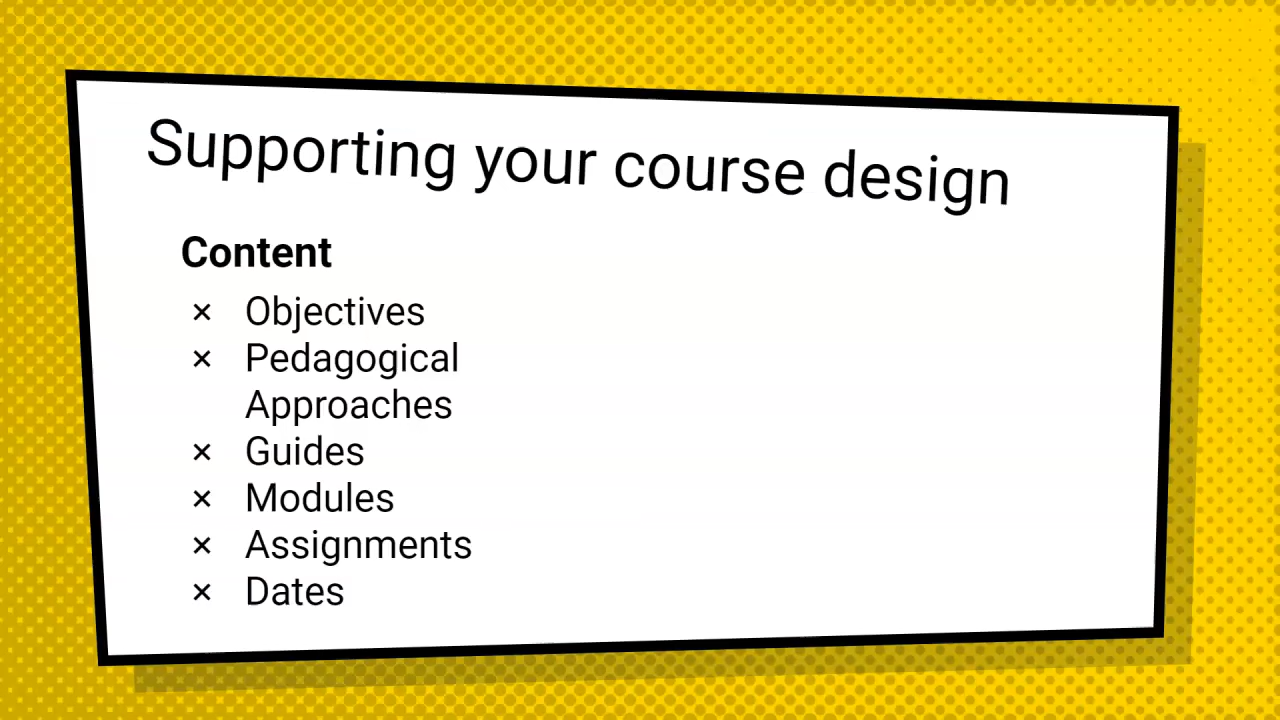 Supporting your course design
Content
× Objectives
× Pedagogical
Approaches
× Guides
× Modules
× Assignments
× Dates